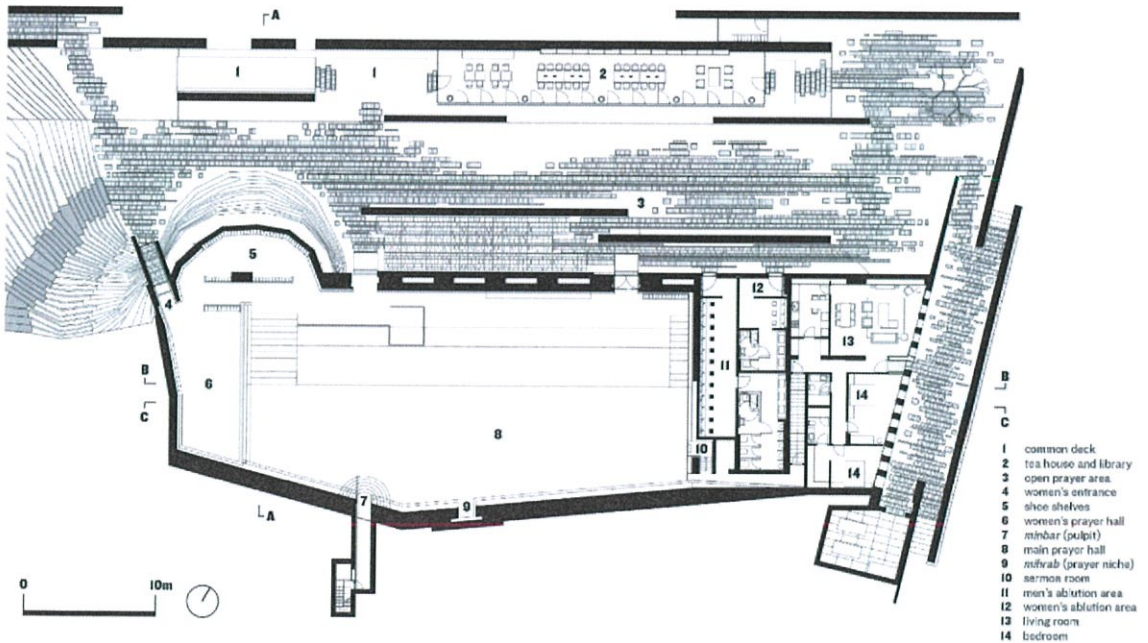 A
1
1
2
3
5
4
12
13
B
6
11
B
C
14
C
8
10
14
7
9
A
0 10m
1 common deck
2 tea house and library
3 open prayer area
4 women's entrance
5 shoe shelves
6 women's prayer hall
7 minbar (pulpit)
8 main prayer hall
9 mihrab (prayer niche)
10 sermon room
11 men's ablution area
12 women's ablution area
13 living room
14 bedroom